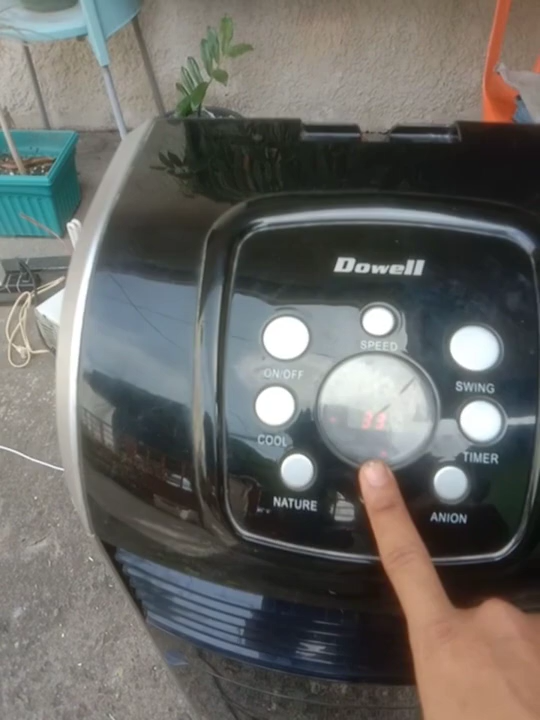 Dowell
SPEED
ON/OFF
SWING
COOL
TIMER
NATURE
ANION